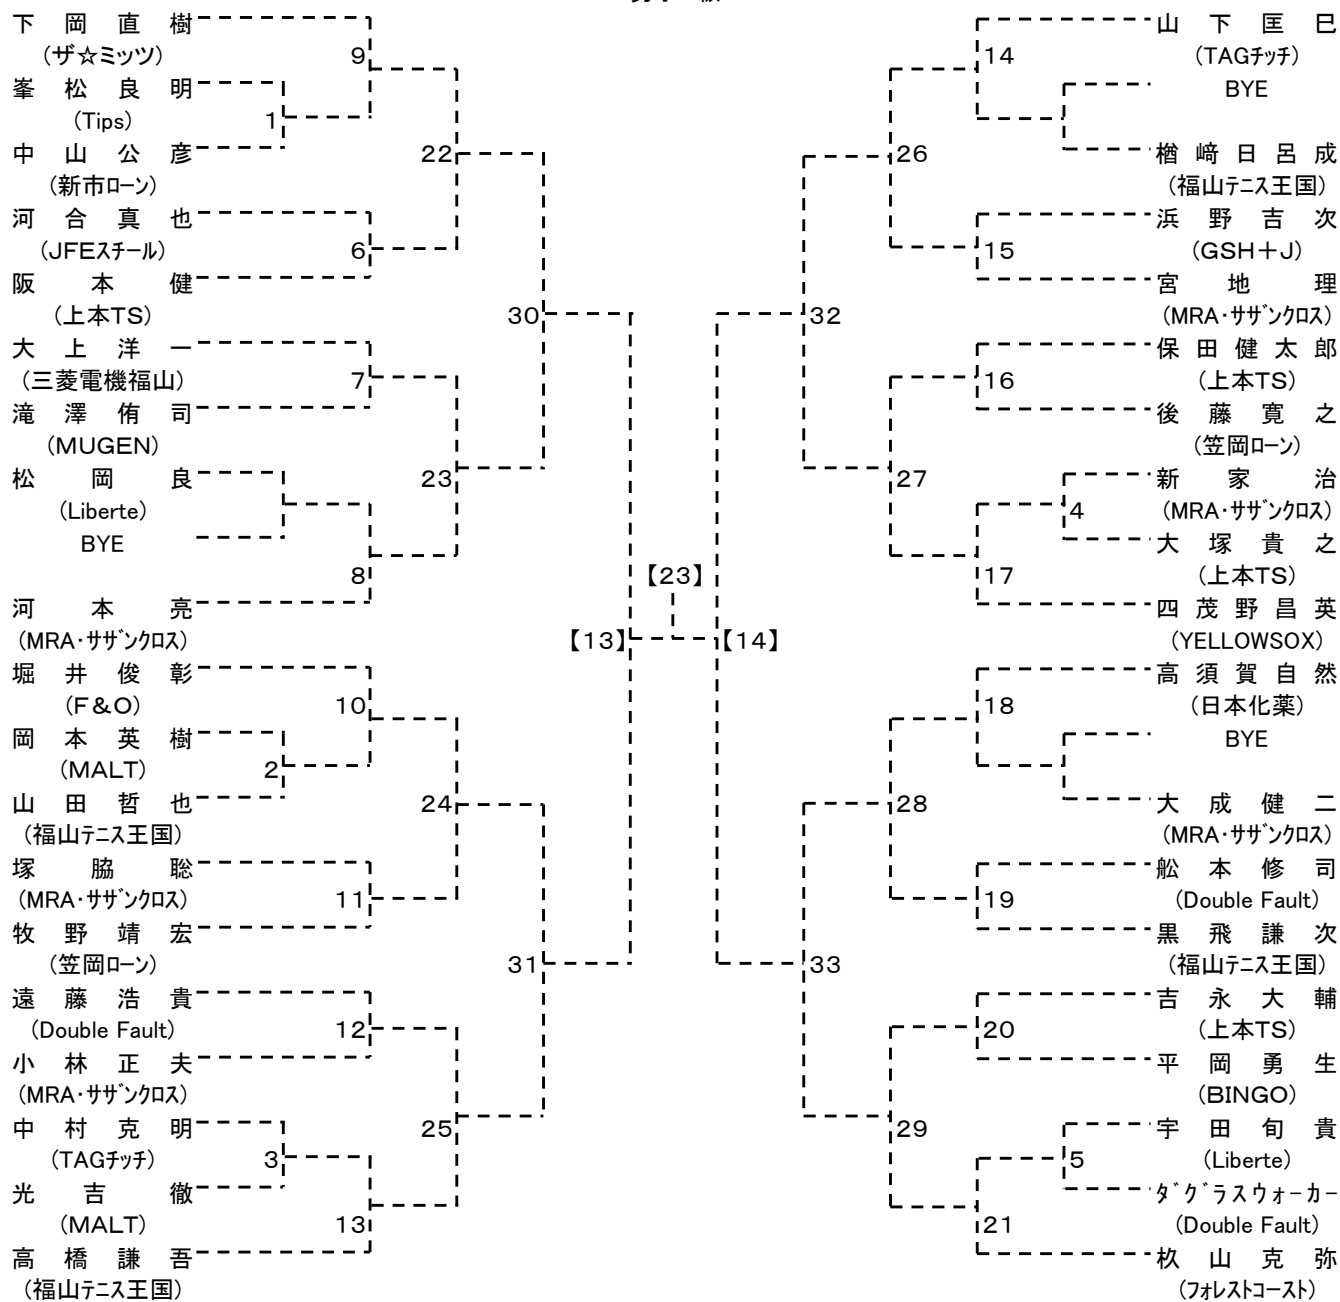 下岡直樹
(ザ☆ミッツ)
9
峯松良明
(Tips)
1
中山公彦
22
(新市ローン)
河合真也
(JFEスチール)
6
阪本健
(上本TS)
30
大上洋一
(三菱電機福山)
7
滝澤侑司
(MUGEN)
松岡良
23
(Liberte)
BYE
8
河本亮
(MRA・サザンクロス)
【13】
堀井俊彰
(F&O)
10
岡本英樹
(MALT)
2
山田哲也
24
(福山テニス王国)
塚脇聡
(MRA・サザンクロス)
11
牧野靖宏
(笠岡ローン)
31
遠藤浩貴
(Double Fault)
12
小林正夫
(MRA・サザンクロス)
中村克明
25
(TAGチッチ)
3
光吉徹
(MALT)
13
高橋謙吾
(福山テニス王国)
【23】
山下匡巳
14
(TAGチッチ)
BYE
楢﨑日呂成
26
(福山テニス王国)
浜野吉次
15
(GSH+J)
宮地理
32
(MRA・サザンクロス)
保田健太郎
16
(上本TS)
後藤寛之
(笠岡ローン)
27
新家治
4
(MRA・サザンクロス)
大塚貴之
17
(上本TS)
四茂野昌英
【14】
(YELLOWSOX)
高須賀自然
18
(日本化薬)
BYE
大成健二
28
(MRA・サザンクロス)
舩本修司
19
(Double Fault)
黒飛謙次
33
(福山テニス王国)
吉永大輔
20
(上本TS)
平岡勇生
(BINGO)
29
宇田旬貴
5
(Liberte)
ダグラスウォーカー
21
(Double Fault)
杁山克弥
(フォレストコースト)